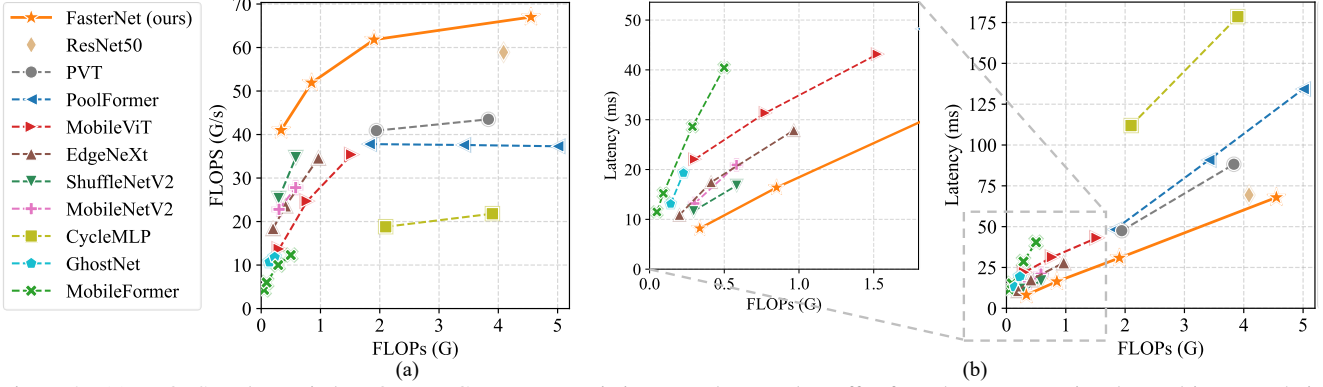 FasterNet (ours)
ResNet50
PVT
PoolFormer
MobileViT
EdgeNeXt
ShuffleNetV2
MobileNetV2
CycleMLP
GhostNet
MobileFormer
FLOPS (G/s)
70
60
50
40
30
20
10
0
0 1 2 3 4 5
FLOPs (G)
(a)
Latency (ms)
50
40
30
20
10
0
0.0 0.5 1.0 1.5
FLOPs (G)
Latency (ms)
175
150
125
100
75
50
25
0
0 1 2 3 4 5
FLOPs (G)
(b)